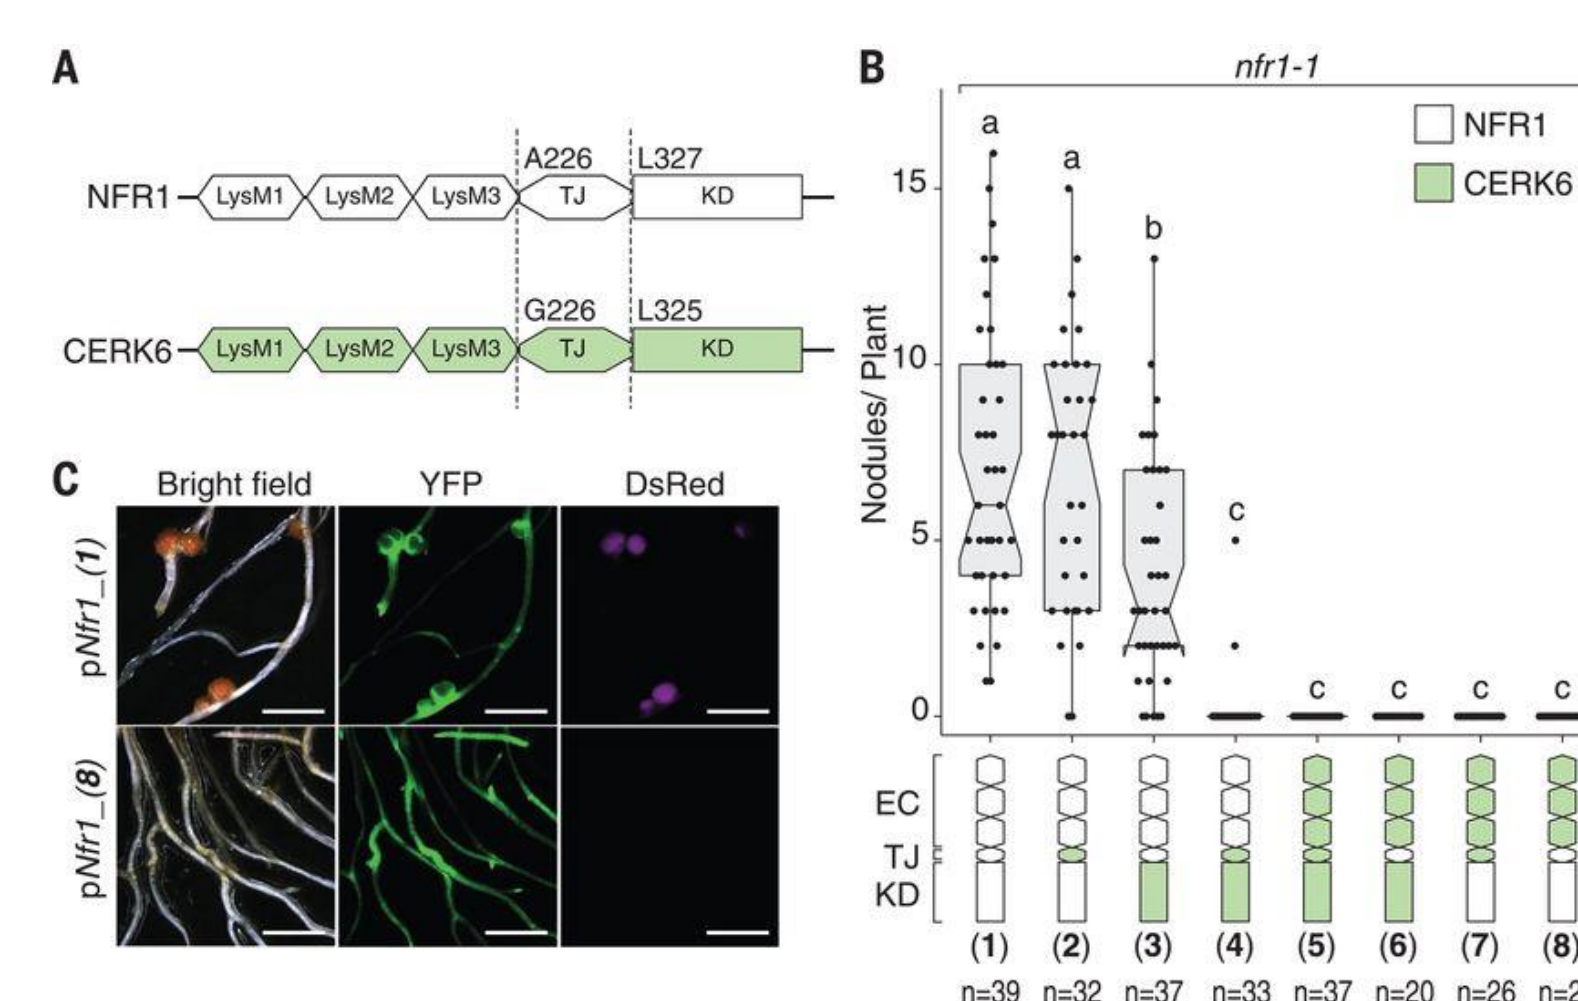 A
NFR1
LysM1
LysM2
LysM3
A226
TJ
L327
KD
CERK6
LysM1
LysM2
LysM3
G226
TJ
L325
KD
B
nfr1-1
NFR1
CERK6
Nodules/ Plant
15
10
5
0
a
a
b
c
c
c
c
c
EC
TJ
KD
(1) (2) (3) (4) (5) (6) (7) (8)
n=39 n=32 n=37 n=33 n=37 n=20 n=26
C
Bright field YFP DsRed
pNfr1_(1)
pNfr1_(8)